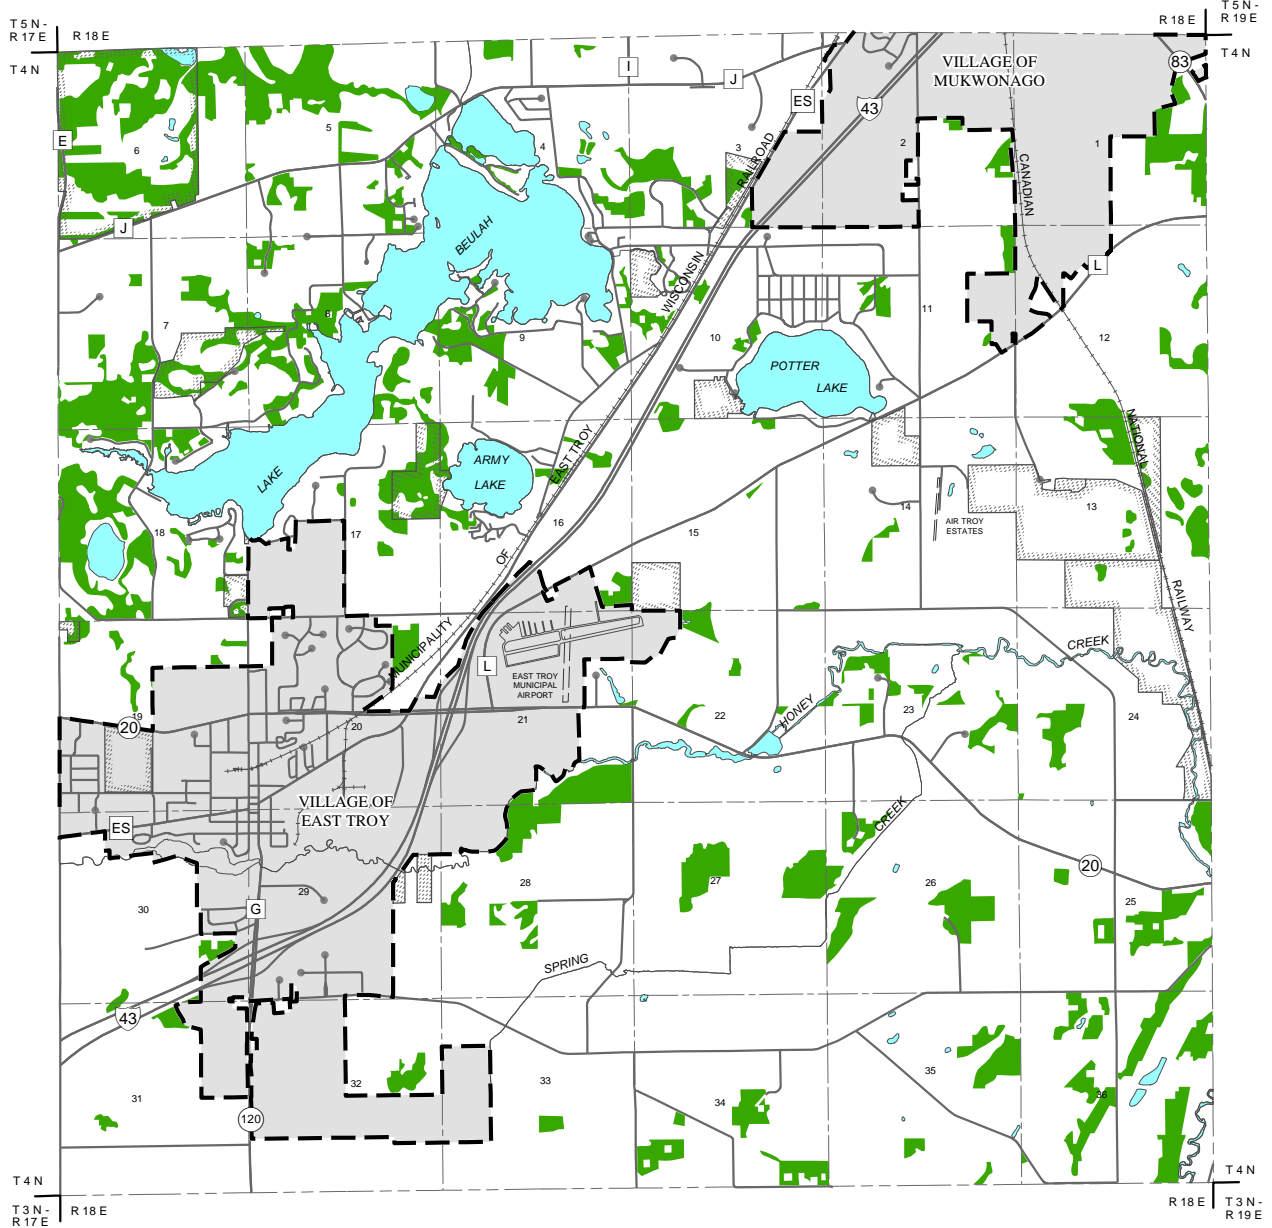 T 5 N -
R 17 E
R 18 E
T 4 N
R 18 E
T 5 N -
R 19 E
T 4 N
I
J
ES
43
VILLAGE OF
MUKWONAGO
83
E
6
5
4
3
2
1
RAILROAD
CANADIAN
J
BEULAH
L
WISCONSIN
7
8
9
10
11
12
POTTER
LAKE
NATIONAL
EAST TROY
ARMY
LAKE
LAKE
18
17
16
15
14
13
AIR TROY
ESTATES
OF
RAILWAY
MUNICIPALITY
CREEK
L
EAST TROY
MUNICIPAL
AIRPORT
HONEY
19
20
20
21
22
23
24
VILLAGE OF
EAST TROY
ES
CREEK
20
30
29
28
27
26
25
G
SPRING
43
31
32
33
34
35
36
120
T 4 N
T 3 N -
R 17 E
R 18 E
T 4 N
R 18 E
T 3 N -
R 19 E